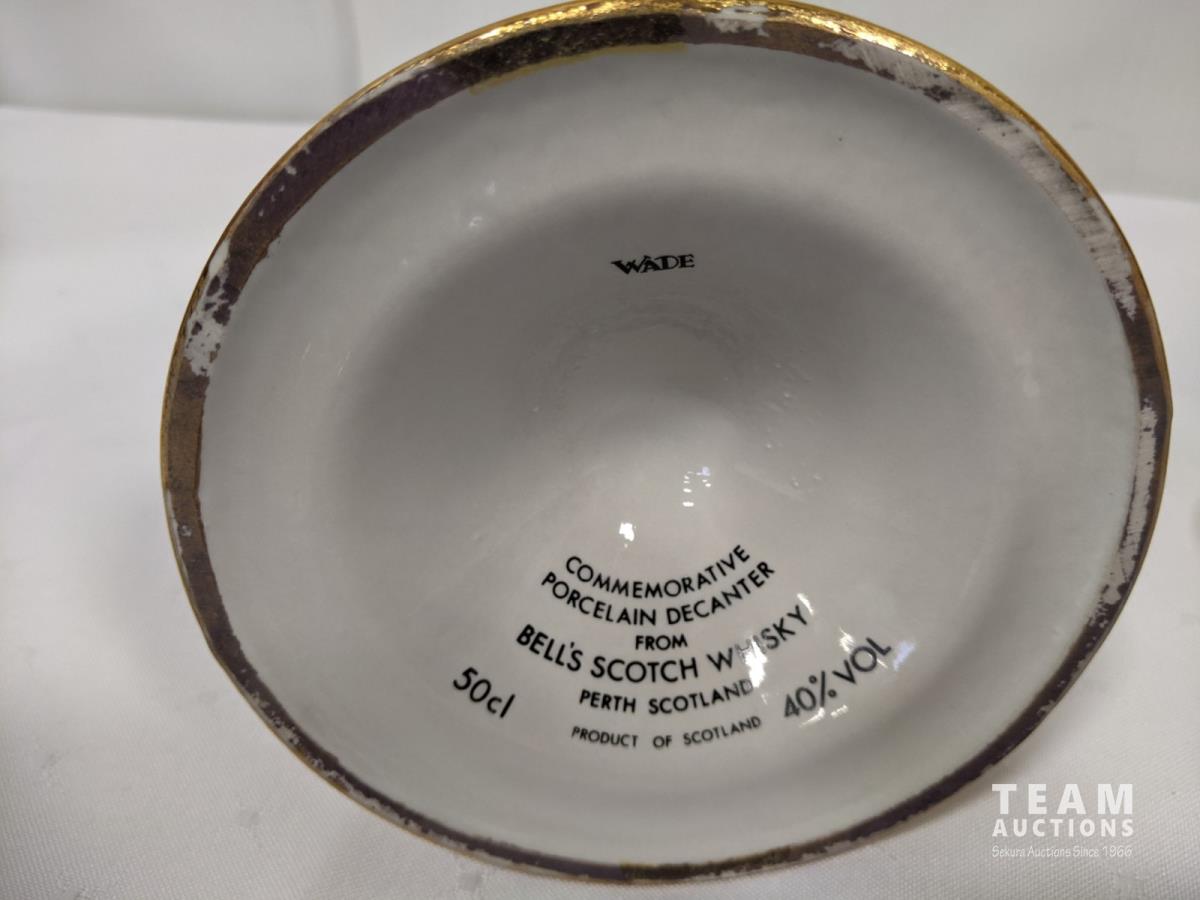 WADE
COMMEMORATIVE
PORCELAIN DECANTER
FROM
BELL'S SCOTCH WHISKY
PERTH SCOTLAND
50cl
40% VOL
PRODUCT OF SCOTLAND
TEAM
AUCTIONS
Sekura Auctions Since 1966